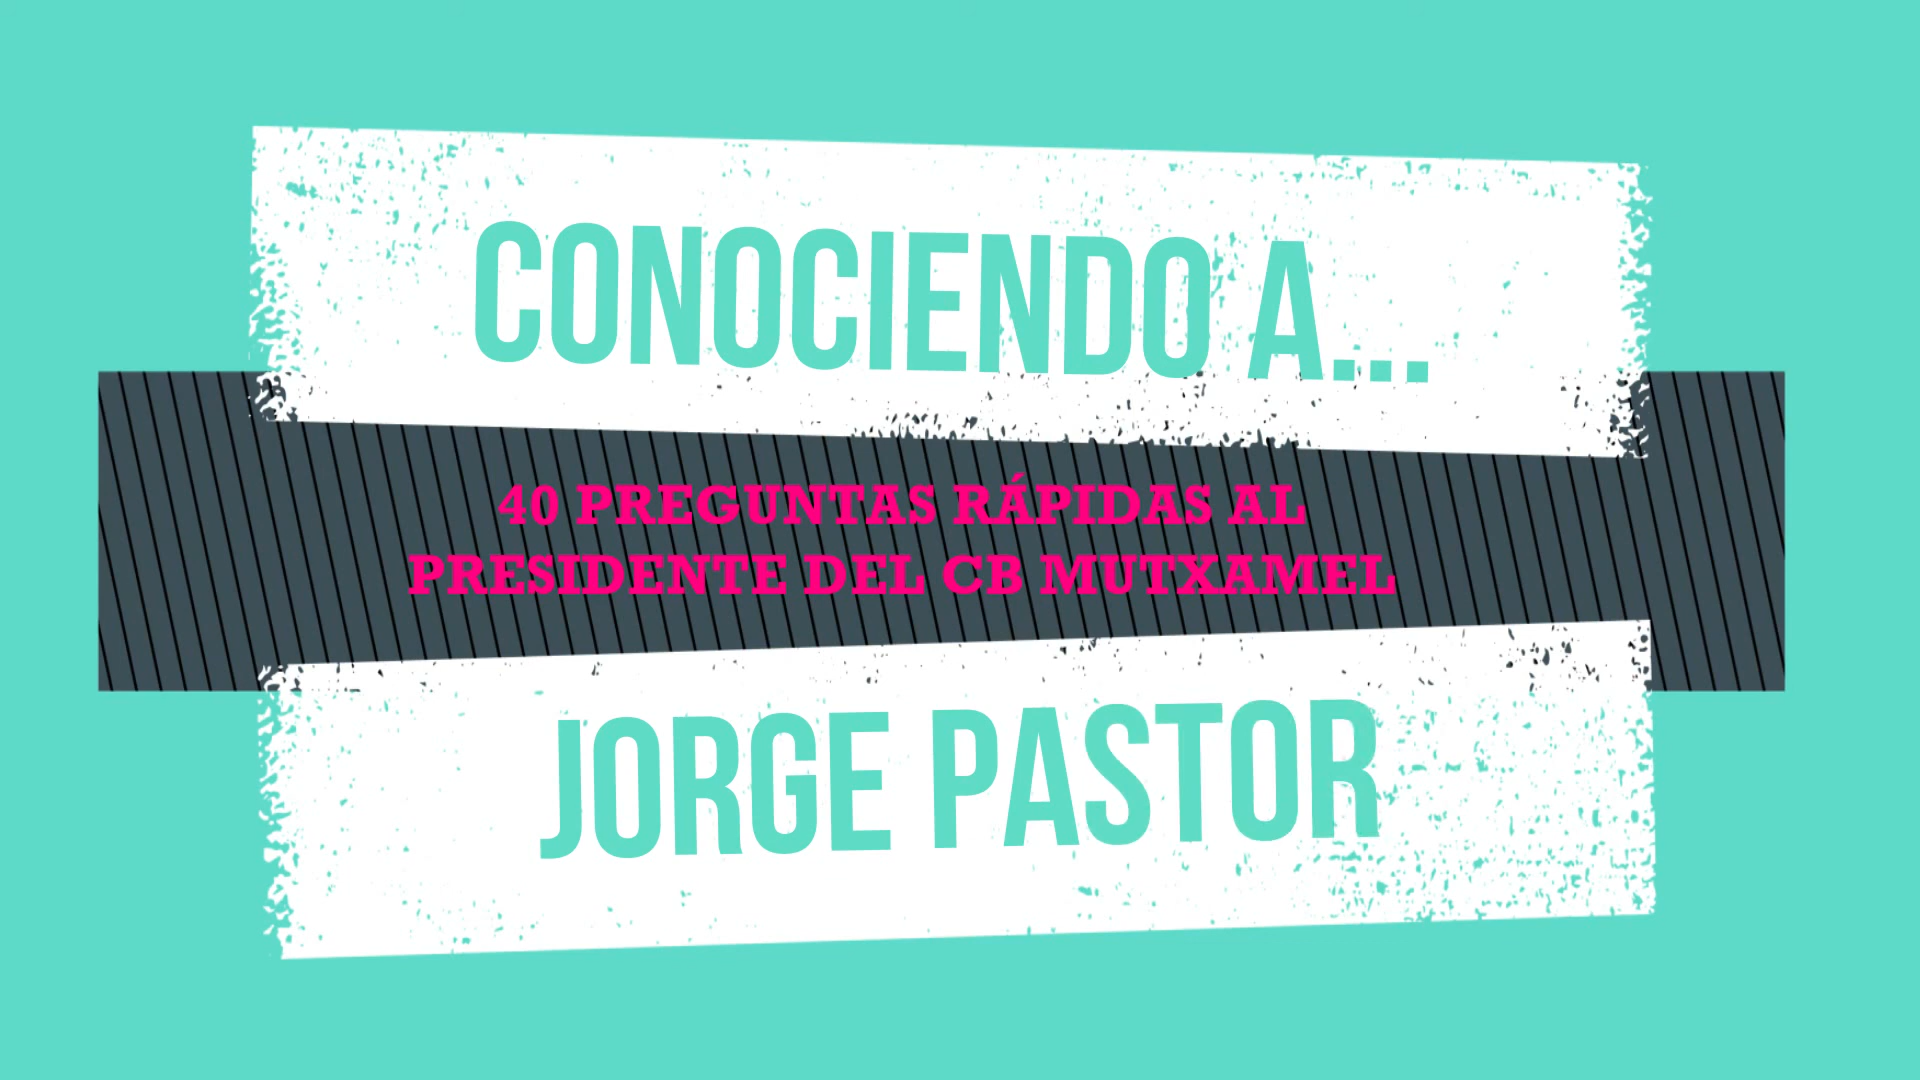 CONOCIENDO A...
40 PREGUNTAS RÁPIDAS AL
PRESIDENTE DEL CB MUTXAMEL
JORGE PASTOR